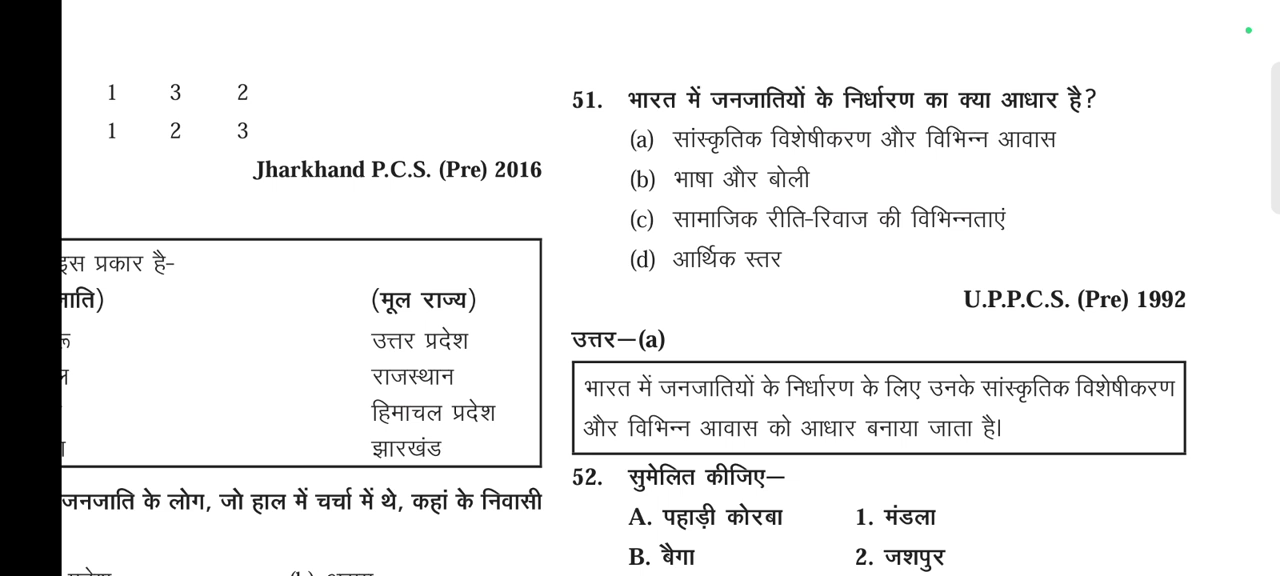 1 3 2
1 2 3
Jharkhand P.C.S. (Pre) 2016
इस प्रकार है-
(मूल राज्य)
उत्तर प्रदेश
राजस्थान
हिमाचल प्रदेश
झारखंड
जनजाति के लोग, जो हाल में चर्चा में थे, कहां के निवासी
51. भारत में जनजातियों के निर्धारण का क्या आधार है?
(a) सांस्कृतिक विशेषीकरण और विभिन्न आवास
(b) भाषा और बोली
(c) सामाजिक रीति-रिवाज की विभिन्नताएं
(d) आर्थिक स्तर
U.P.P.C.S. (Pre) 1992
उत्तर—(a)
भारत में जनजातियों के निर्धारण के लिए उनके सांस्कृतिक विशेषीकरण
और विभिन्न आवास को आधार बनाया जाता है।
52. सुमेलित कीजिए—
A. पहाड़ी कोरबा 1. मंडला
B. बैगा 2. जशपुर